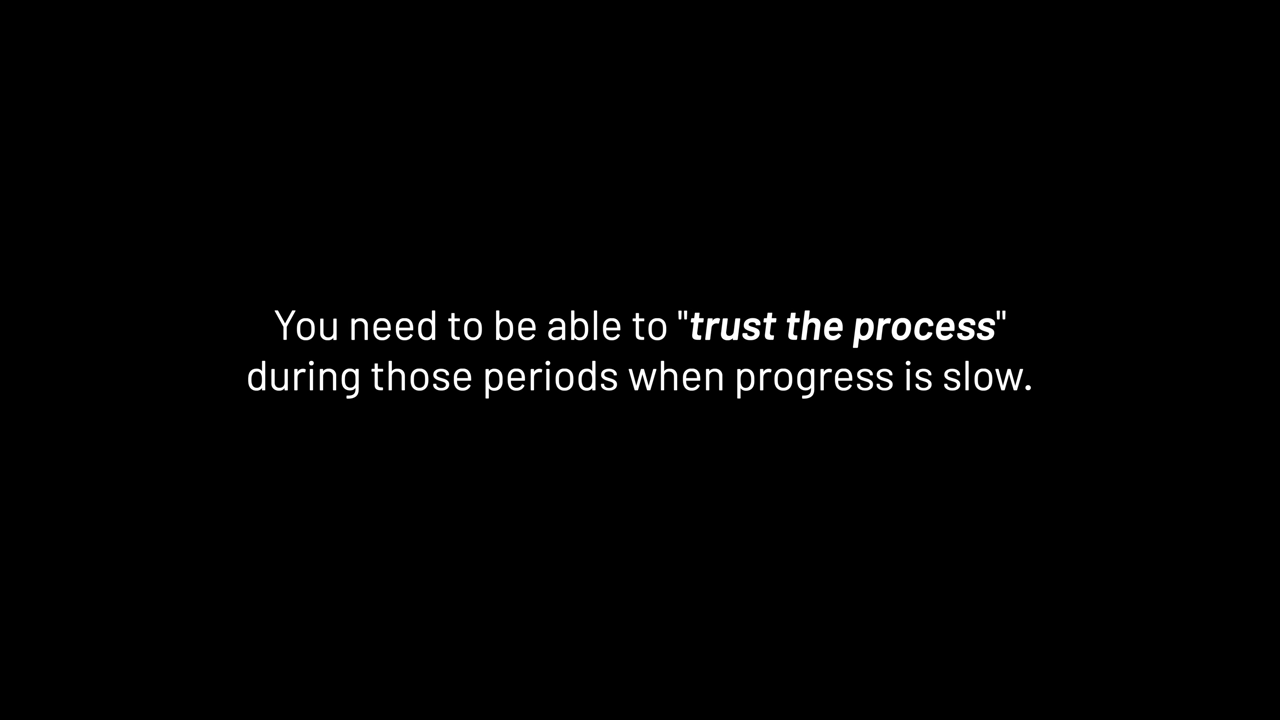 You need to be able to "trust the process"
during those periods when progress is slow.